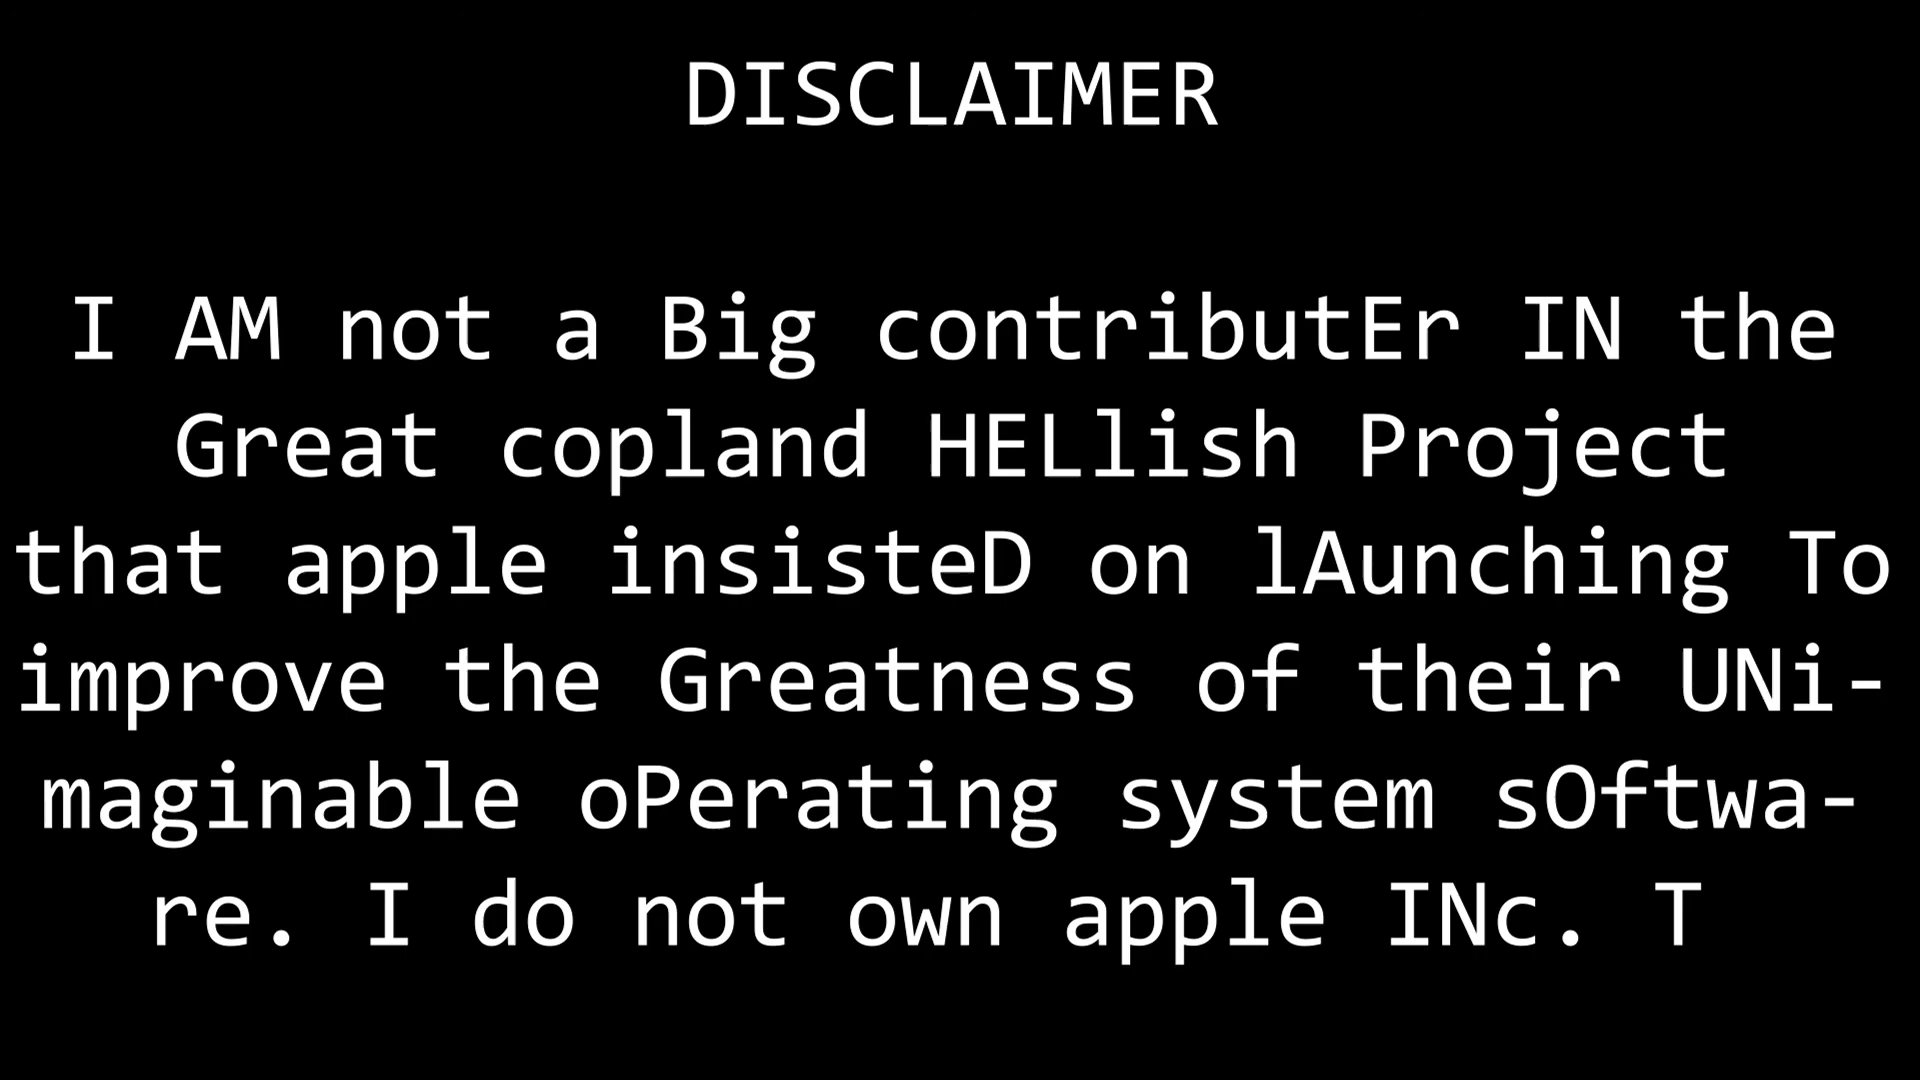 DISCLAIMER
I AM not a Big contributEr IN the
Great copland HELlish Project
that apple insisteD on lAunching To
improve the Greatness of their UNi-
maginable oPerating system sOftwa-
re. I do not own apple INc. T